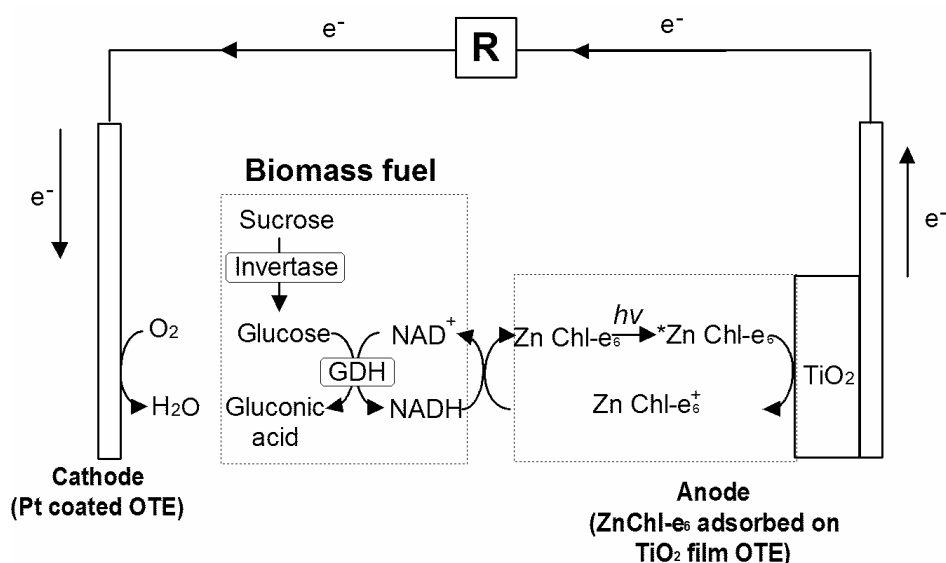 e⁻
e⁻
R
e⁻
e⁻
Biomass fuel
Sucrose
Invertase
Glucose
NAD⁺
GDH
Gluconic
acid
NADH
Zn Chl-e₆
hν
*Zn Chl-e₆
Zn Chl-e₆⁺
TiO₂
O₂
H₂O
Cathode
(Pt coated OTE)
Anode
(ZnChl-e₆ adsorbed on
TiO₂ film OTE)